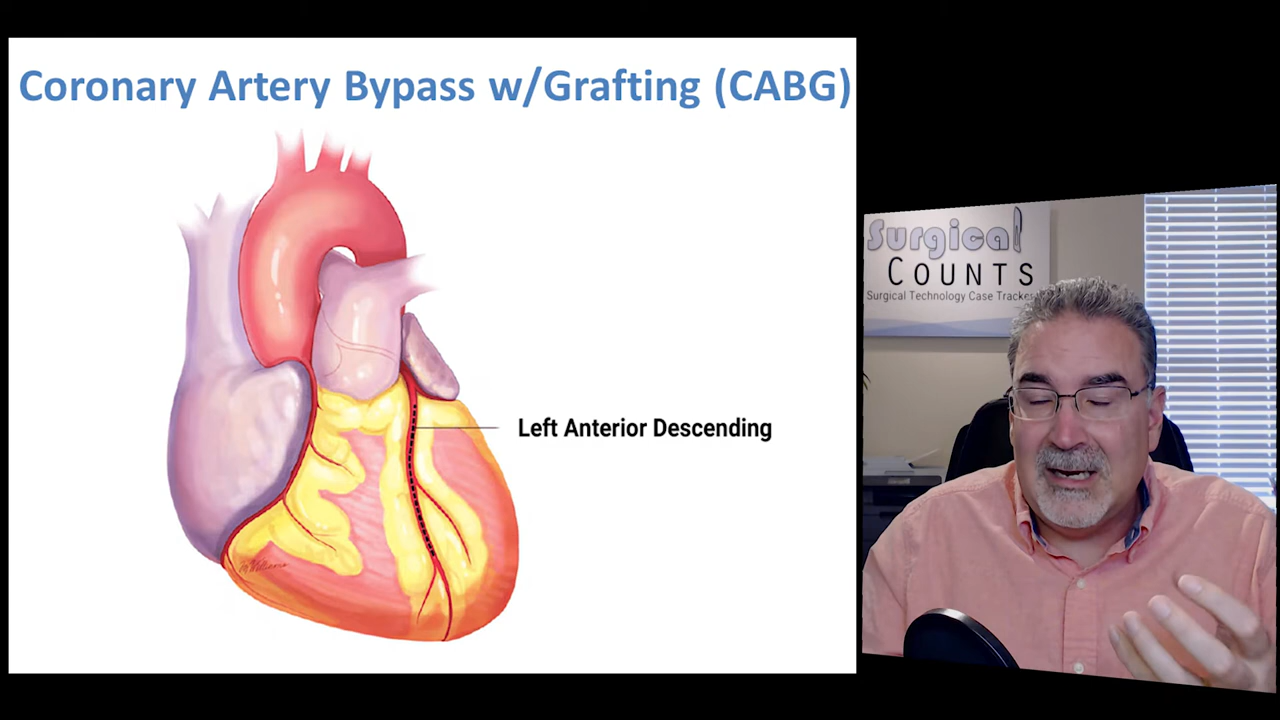 Coronary Artery Bypass w/Grafting (CABG)
Left Anterior Descending
Surgical
COUNTS
Surgical Technology Case Tracker